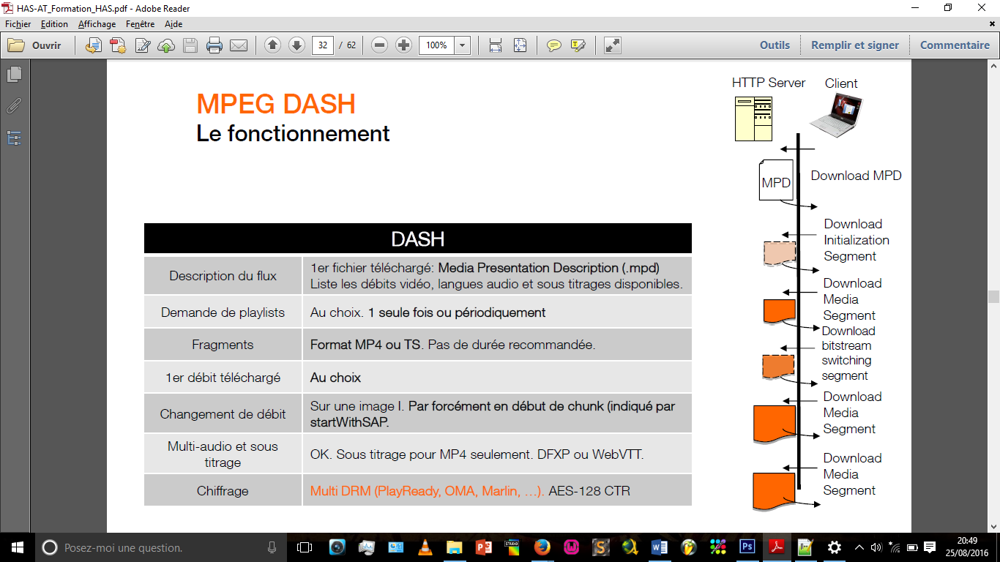 HAS-AT_Formation_HAS.pdf - Adobe Reader
Fichier Edition Affichage Fenêtre Aide
Ouvrir 32 / 62 100% Outils Remplir et signer Commentaire
MPEG DASH
Le fonctionnement
DASH
Description du flux
1er fichier téléchargé: Media Presentation Description (.mpd)
Liste les débits vidéo, langues audio et sous titrages disponibles.
Demande de playlists
Au choix. 1 seule fois ou périodiquement
Fragments
Format MP4 ou TS. Pas de durée recommandée.
1er débit téléchargé
Au choix
Changement de débit
Sur une image I. Par forcément en début de chunk (indiqué par
startWithSAP.
Multi-audio et sous
titrage
OK. Sous titrage pour MP4 seulement. DFXP ou WebVTT.
Chiffrage
Multi DRM (PlayReady, OMA, Marlin, …). AES-128 CTR
HTTP Server
Client
MPD
Download MPD
Download
Initialization
Segment
Download
Media
Segment
Download
bitstream
switching
segment
Download
Media
Segment
Download
Media
Segment
Posez-moi une question.
STUDIO
Ps
20:49
25/08/2016